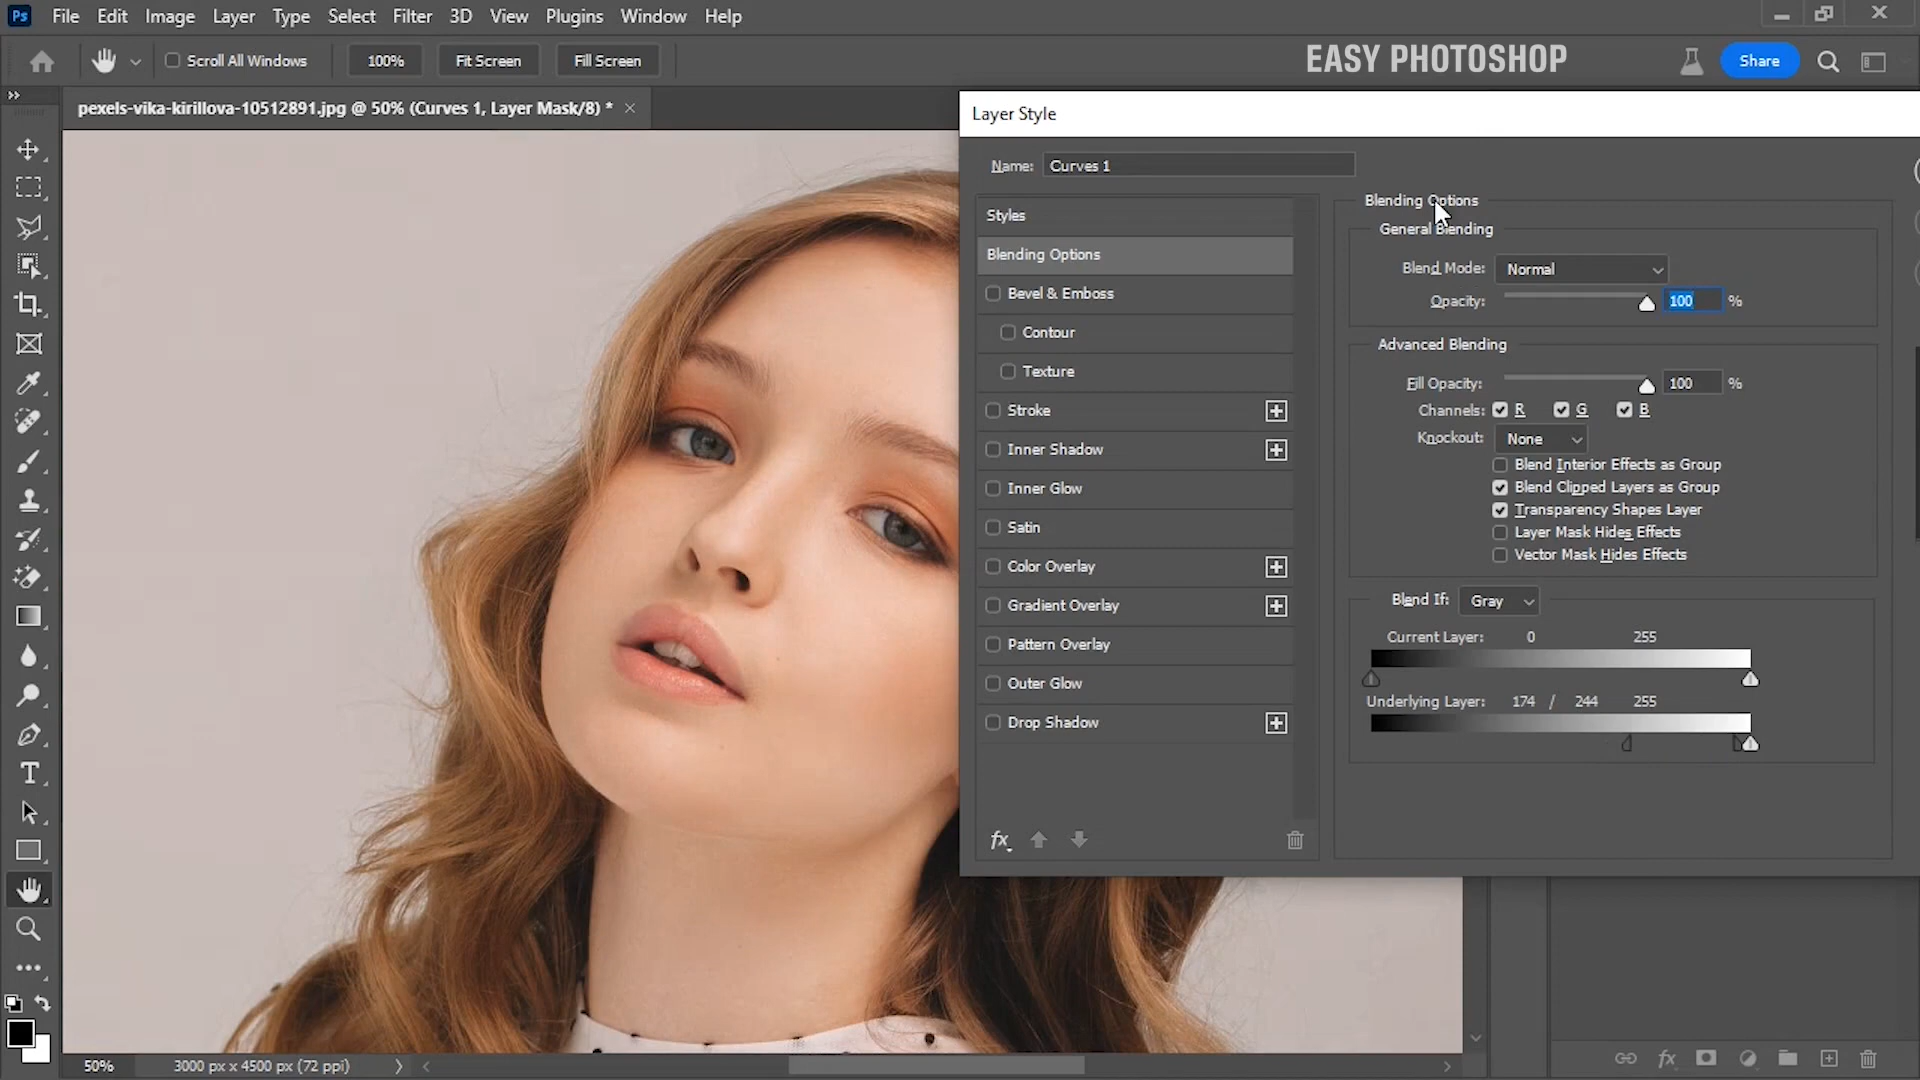 Ps File Edit Image Layer Type Select Filter 3D View Plugins Window Help
Scroll All Windows 100% Fit Screen Fill Screen EASY PHOTOSHOP Share
pexels-vika-kirillova-10512891.jpg @ 50% (Curves 1, Layer Mask/8) *
Layer Style
Name: Curves 1
Styles
Blending Options
Bevel & Emboss
Contour
Texture
Stroke
Inner Shadow
Inner Glow
Satin
Color Overlay
Gradient Overlay
Pattern Overlay
Outer Glow
Drop Shadow
fx
Blending Options
General Blending
Blend Mode: Normal
Opacity: 100 %
Advanced Blending
Fill Opacity: 100 %
Channels: R G B
Knockout: None
Blend Interior Effects as Group
Blend Clipped Layers as Group
Transparency Shapes Layer
Layer Mask Hides Effects
Vector Mask Hides Effects
Blend If: Gray
Current Layer: 0 255
Underlying Layer: 174 / 244 255
50% 3000 px x 4500 px (72 ppi) fx